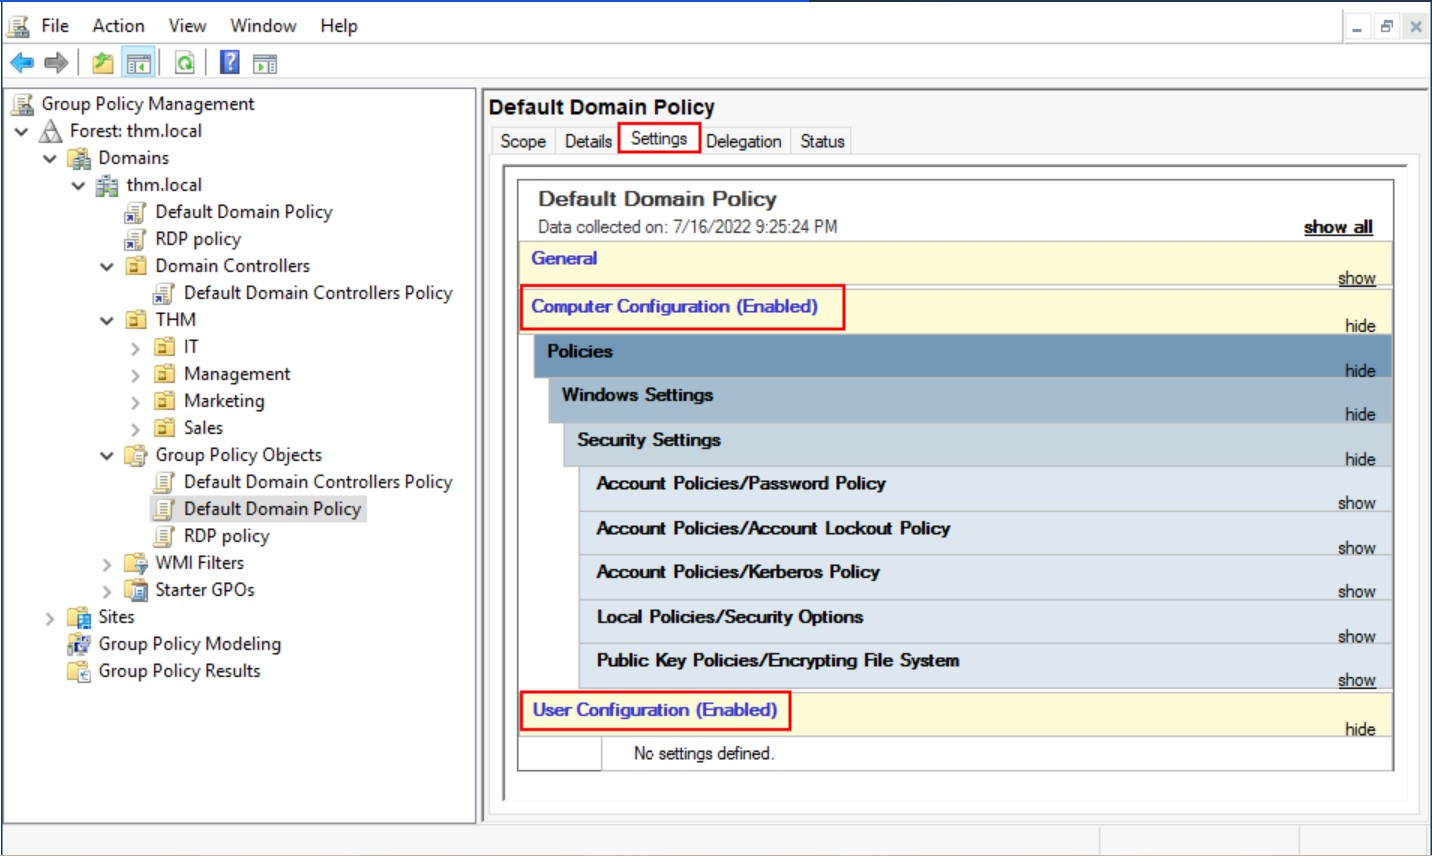 File Action View Window Help
Group Policy Management
Forest: thm.local
Domains
thm.local
Default Domain Policy
RDP policy
Domain Controllers
Default Domain Controllers Policy
THM
IT
Management
Marketing
Sales
Group Policy Objects
Default Domain Controllers Policy
Default Domain Policy
RDP policy
WMI Filters
Starter GPOs
Sites
Group Policy Modeling
Group Policy Results
Default Domain Policy
Scope Details Settings Delegation Status
Default Domain Policy
Data collected on: 7/16/2022 9:25:24 PM show all
General
show
Computer Configuration (Enabled)
hide
Policies
hide
Windows Settings
hide
Security Settings
hide
Account Policies/Password Policy
show
Account Policies/Account Lockout Policy
show
Account Policies/Kerberos Policy
show
Local Policies/Security Options
show
Public Key Policies/Encrypting File System
show
User Configuration (Enabled)
hide
No settings defined.